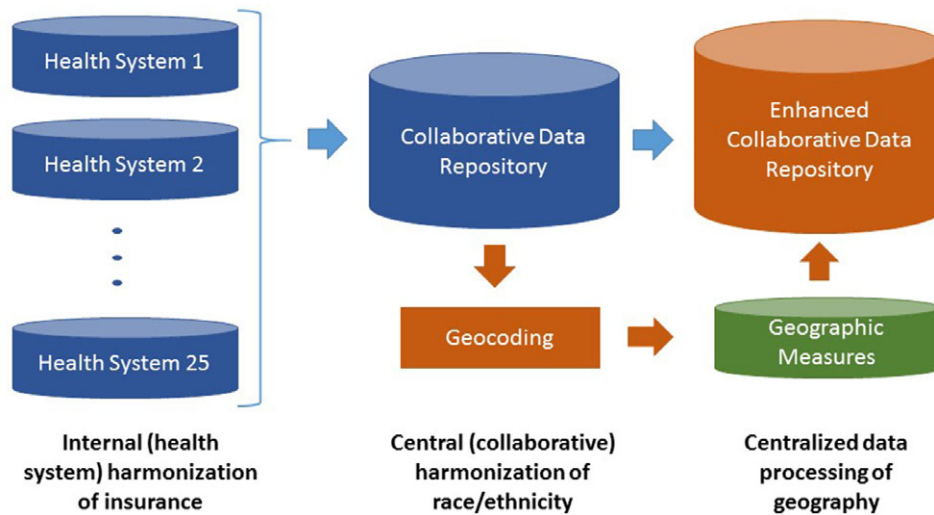 Health System 1
Health System 2
Health System 25
Collaborative Data
Repository
Enhanced
Collaborative Data
Repository
Geocoding
Geographic
Measures
Internal (health
system) harmonization
of insurance
Central (collaborative)
harmonization of
race/ethnicity
Centralized data
processing of
geography